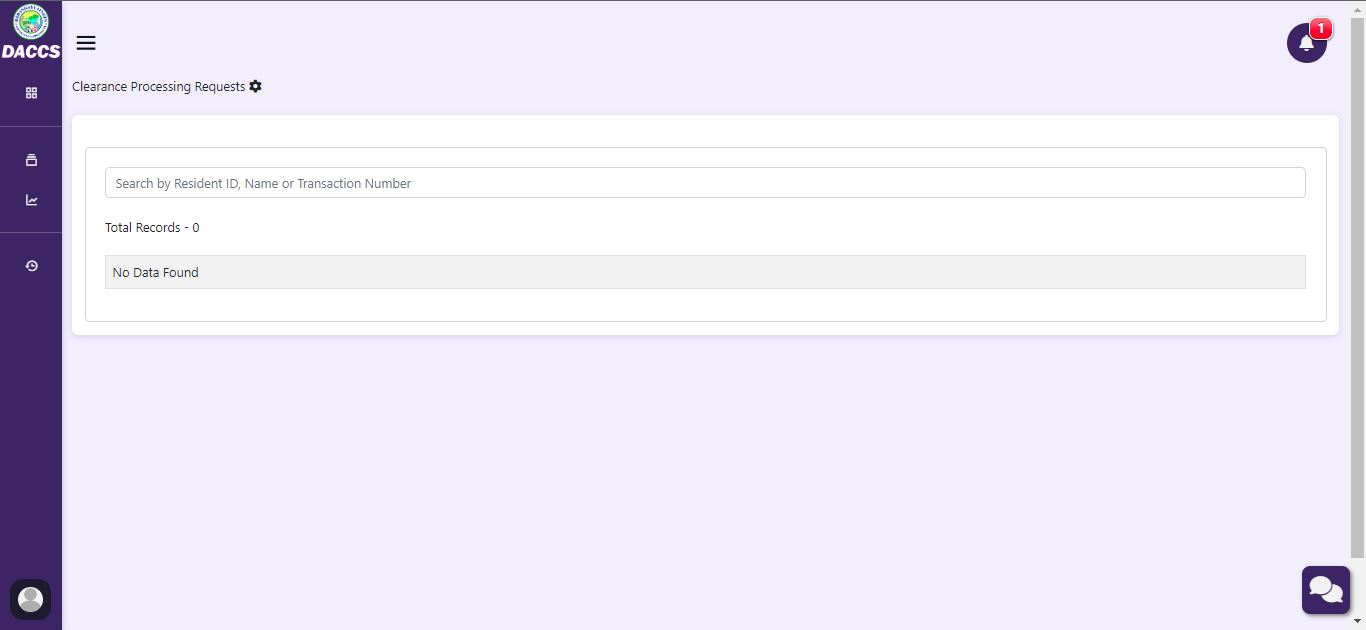 DACCS
1
Clearance Processing Requests
Search by Resident ID, Name or Transaction Number
Total Records - 0
No Data Found